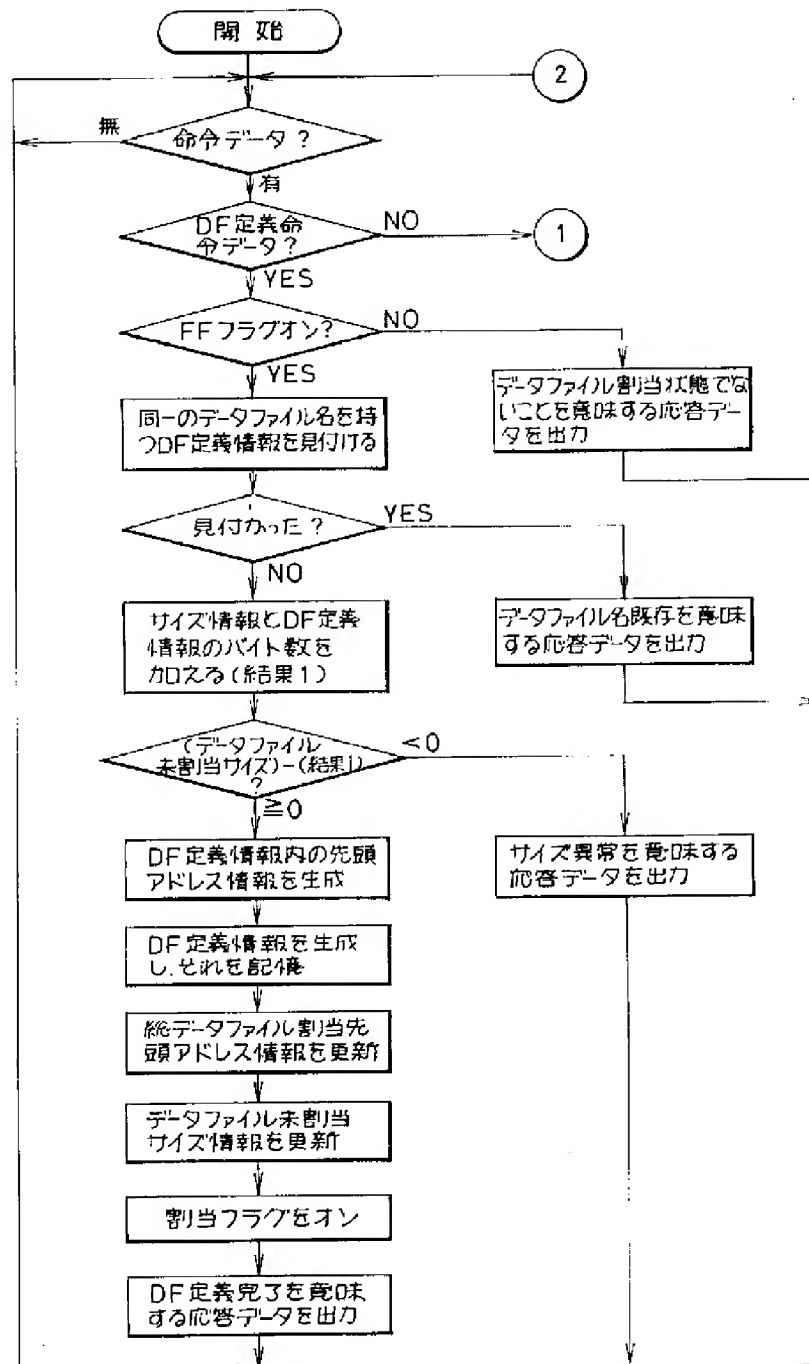 開始
2
無
命令データ?
有
DF定義命
令データ?
NO
1
YES
FFフラグオン?
NO
YES
データファイル割当状態でな
いことを意味する応答デー
タを出力
同一のデータファイル名を持
つDF定義情報を見付ける
見付かった?
YES
NO
サイズ情報とDF定義
情報のバイト数を
加える(結果1)
データファイル名既存を意味
する応答データを出力
(データファイル
未割当サイズ)-(結果1)
?
<0
≧0
DF定義情報内の先頭
アドレス情報を生成
サイズ異常を意味する
応答データを出力
DF定義情報を生成
し、それを記憶
総データファイル割当先
頭アドレス情報を更新
データファイル未割当
サイズ情報を更新
割当フラグをオン
DF定義完了を意味
する応答データを出力